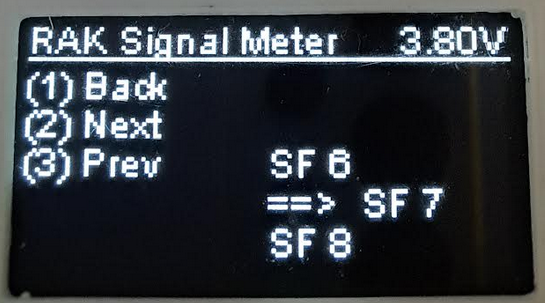 RAK Signal Meter 3.80V
(1) Back
(2) Next
(3) Prev SF 6
==> SF 7
SF 8